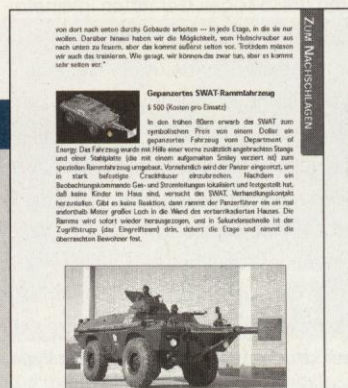 von dort nach unten durchs Gebäude arbeiten --- in jede Etage, in die sie nur
wollen. Darüber hinaus haben wir die Möglichkeit, vom Hubschrauber aus
nach unten zu feuern, aber das kommt äußerst selten vor. Trotzdem müssen
wir auch das trainieren. Wie gesagt, wir können das zwar tun, aber es kommt
sehr selten vor."
ZUM NACHSCHLAGEN
Gepanzertes SWAT-Rammfahrzeug
$ 500 (Kosten pro Einsatz)
In den frühen 80ern erwarb das SWAT zum
symbolischen Preis von einem Dollar ein
gepanzertes Fahrzeug vom Department of
Energy. Das Fahrzeug wurde mit Hilfe einer vorne zusätzlich angebrachten Stange
und einer Stahlplatte (die mit einem aufgemalten Smiley verziert ist) zum
speziellen Rammfahrzeug umgebaut. Vornehmlich wird der Panzer eingesetzt, um
in stark befestigte Crackhäuser einzubrechen. Nachdem ein
Beobachtungskommando Gas- und Stromleitungen lokalisiert und festgestellt hat,
daß keine Kinder im Haus sind, versucht das SWAT, Verhandlungskontakt
herzustellen. Gibt es keine Reaktion, dann rammt der Panzerführer ein ein mal
anderthalb Meter großes Loch in die Wand des verbarrikadierten Hauses. Die
Ramme wird sofort wieder herausgezogen, und in Sekundenschnelle ist der
Zugriffstrupp (das Eingreifteam) drin, sichert die Etage und nimmt die
überraschten Bewohner fest.